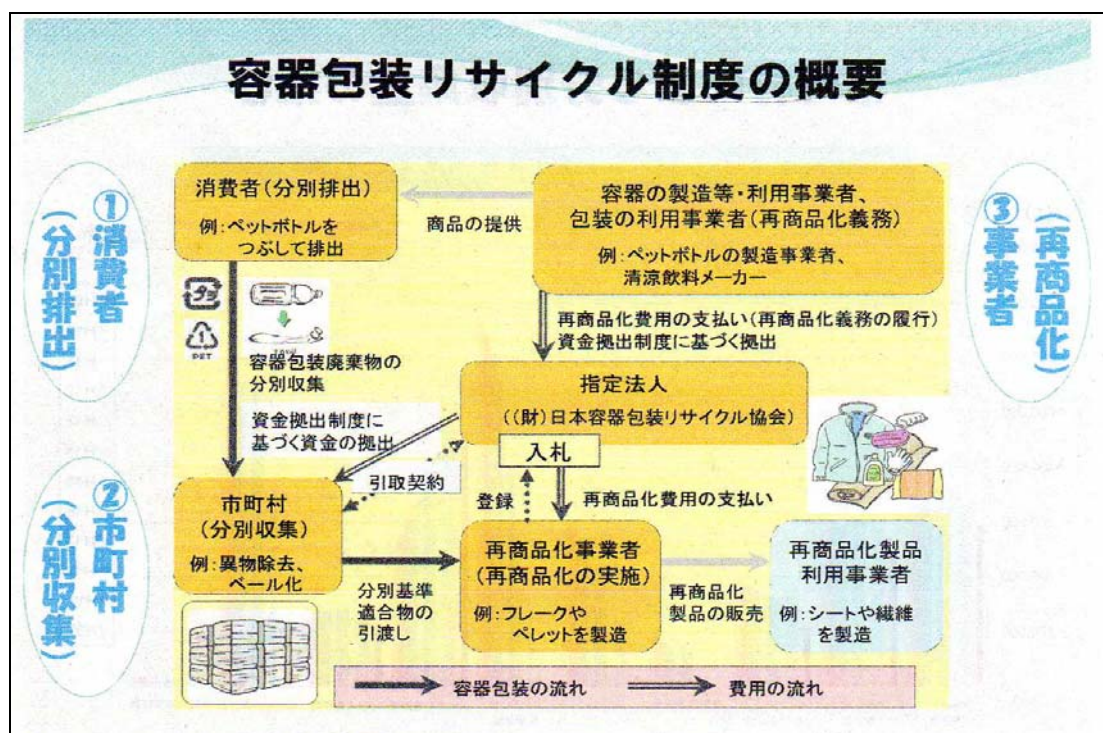 容器包装リサイクル制度の概要
①消費者
(分別排出)
消費者(分別排出)
例:ペットボトルを
つぶして排出
商品の提供
容器の製造等・利用事業者、
包装の利用事業者(再商品化義務)
例:ペットボトルの製造事業者、
清涼飲料メーカー
③事業者
(再商品化)
プラ
1
PET
容器包装廃棄物の
分別収集
再商品化費用の支払い(再商品化義務の履行)
資金拠出制度に基づく拠出
指定法人
((財)日本容器包装リサイクル協会)
資金拠出制度に
基づく資金の拠出
引取契約
入札
登録
再商品化費用の支払い
②市町村
(分別収集)
市町村
(分別収集)
例:異物除去、
ベール化
分別基準
適合物の
引渡し
再商品化事業者
(再商品化の実施)
例:フレークや
ペレットを製造
再商品化
製品の販売
再商品化製品
利用事業者
例:シートや繊維
を製造
容器包装の流れ
費用の流れ